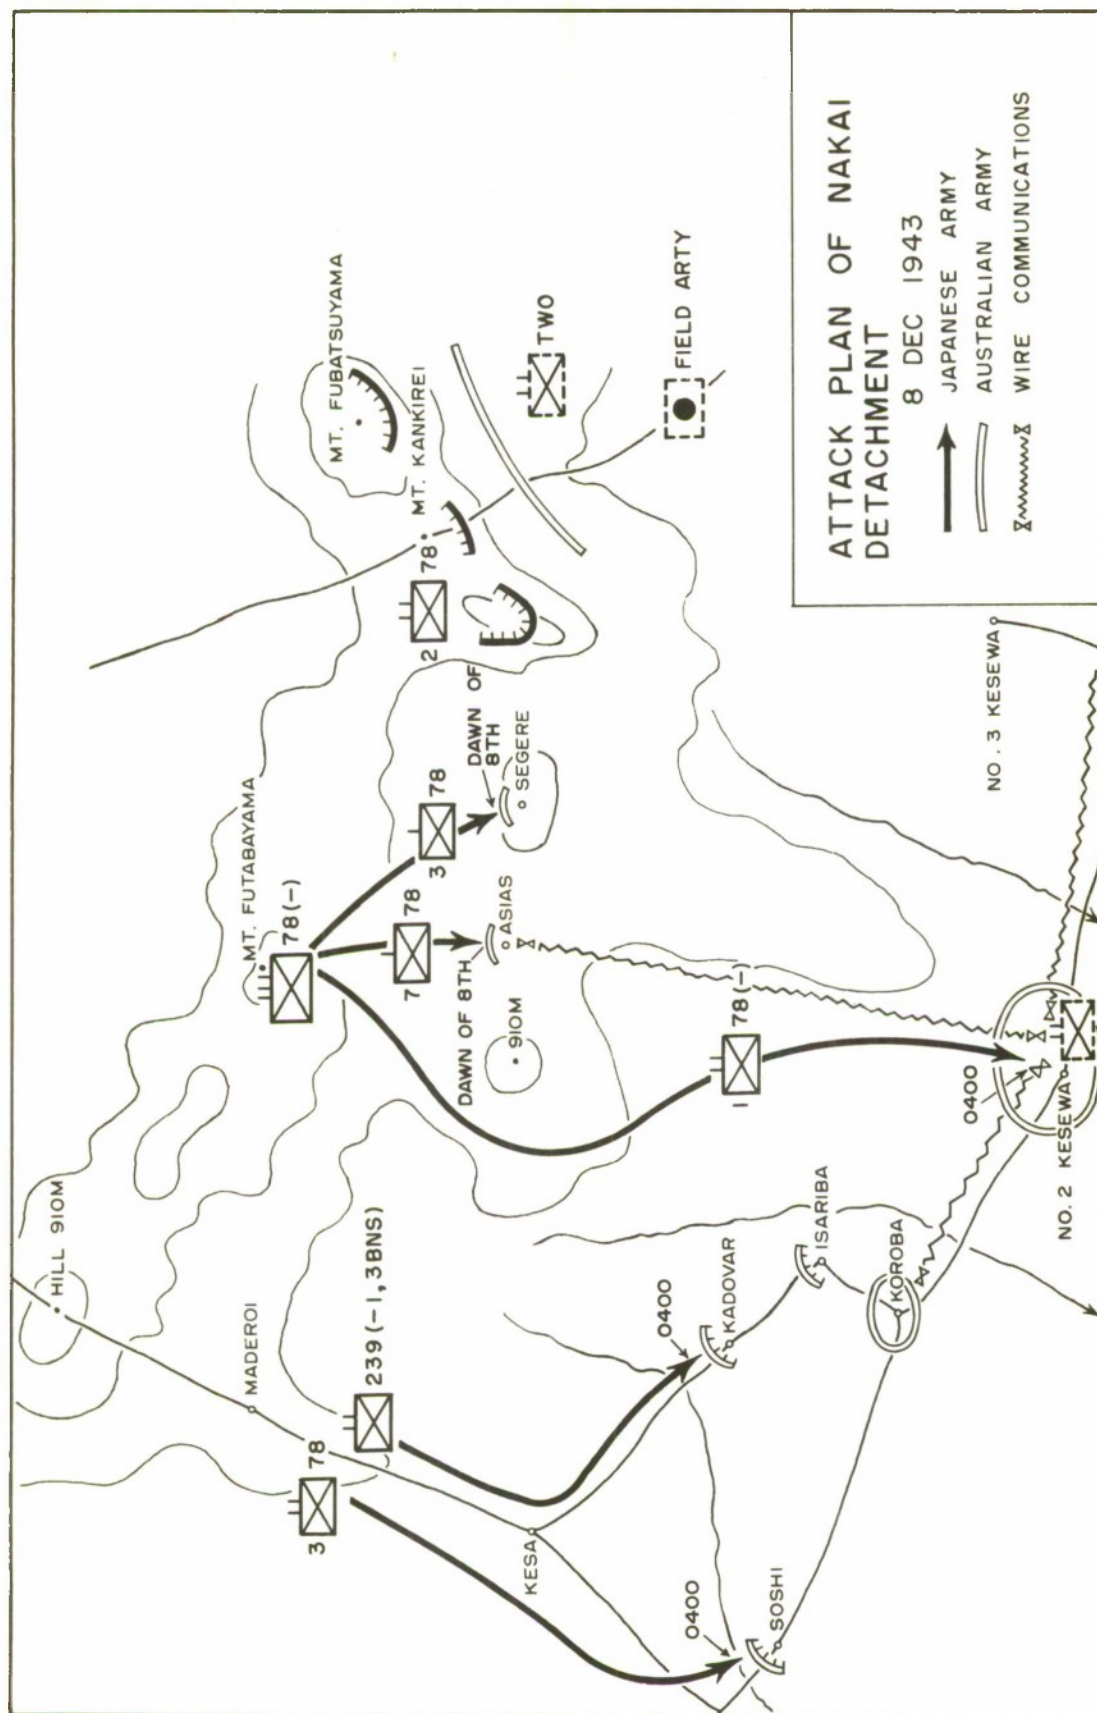 HILL 910M
MADEROI
3
78
239 (-1, 3 BNS)
KESA
0400
SOSHI
0400
KADOVAR
ISARIBA
KOROBA
MT. FUTABAYAMA
78 (-)
7
78
3
78
DAWN OF 8TH
ASIAS
DAWN OF
8TH
SEGERE
910M
1
78 (-)
0400
NO. 2 KESEWA
NO. 3 KESEWA
2
78
MT. KANKIREI
MT. FUBATSUYAMA
TWO
FIELD ARTY
ATTACK PLAN OF NAKAI
DETACHMENT
8 DEC 1943
JAPANESE ARMY
AUSTRALIAN ARMY
WIRE COMMUNICATIONS